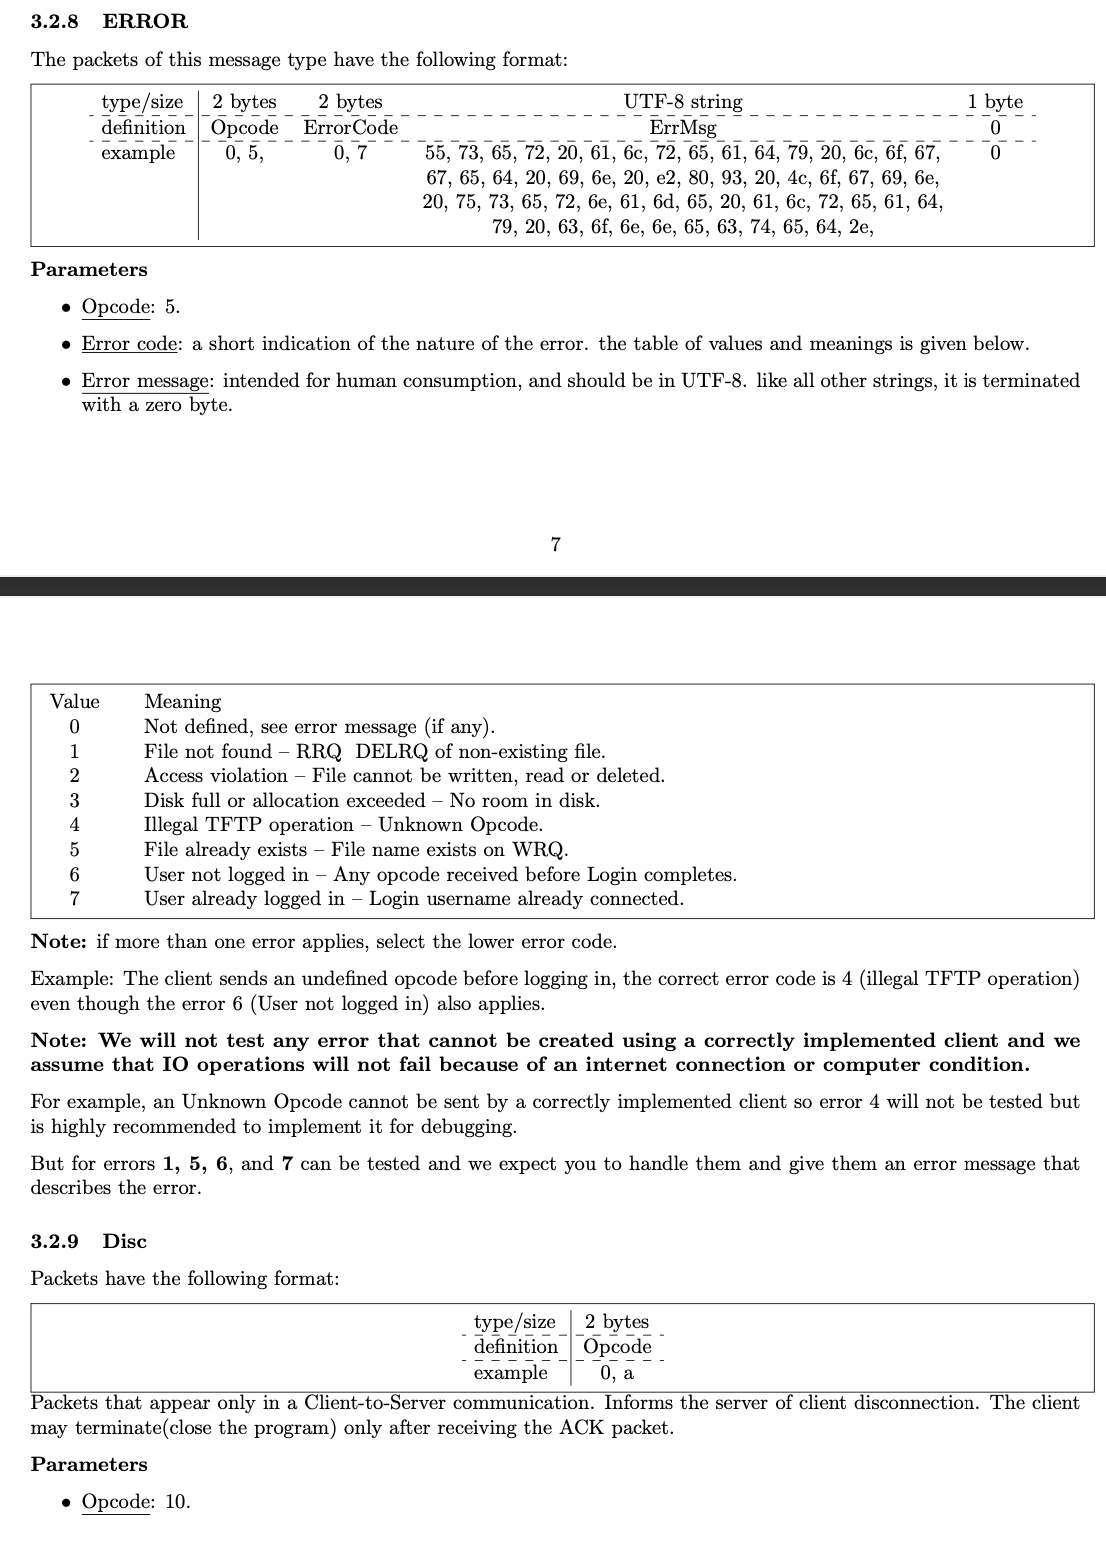 3.2.8 ERROR
The packets of this message type have the following format:
type/size 2 bytes 2 bytes UTF-8 string 1 byte
definition Opcode ErrorCode ErrMsg 0
example 0, 5, 0, 7 55, 73, 65, 72, 20, 61, 6c, 72, 65, 61, 64, 79, 20, 6c, 6f, 67, 0
67, 65, 64, 20, 69, 6e, 20, e2, 80, 93, 20, 4c, 6f, 67, 69, 6e,
20, 75, 73, 65, 72, 6e, 61, 6d, 65, 20, 61, 6c, 72, 65, 61, 64,
79, 20, 63, 6f, 6e, 6e, 65, 63, 74, 65, 64, 2e,
Parameters
• Opcode: 5.
• Error code: a short indication of the nature of the error. the table of values and meanings is given below.
• Error message: intended for human consumption, and should be in UTF-8. like all other strings, it is terminated
with a zero byte.
7
Value Meaning
0 Not defined, see error message (if any).
1 File not found – RRQ DELRQ of non-existing file.
2 Access violation – File cannot be written, read or deleted.
3 Disk full or allocation exceeded – No room in disk.
4 Illegal TFTP operation – Unknown Opcode.
5 File already exists – File name exists on WRQ.
6 User not logged in – Any opcode received before Login completes.
7 User already logged in – Login username already connected.
Note: if more than one error applies, select the lower error code.
Example: The client sends an undefined opcode before logging in, the correct error code is 4 (illegal TFTP operation)
even though the error 6 (User not logged in) also applies.
Note: We will not test any error that cannot be created using a correctly implemented client and we
assume that IO operations will not fail because of an internet connection or computer condition.
For example, an Unknown Opcode cannot be sent by a correctly implemented client so error 4 will not be tested but
is highly recommended to implement it for debugging.
But for errors 1, 5, 6, and 7 can be tested and we expect you to handle them and give them an error message that
describes the error.
3.2.9 Disc
Packets have the following format:
type/size 2 bytes
definition Opcode
example 0, a
Packets that appear only in a Client-to-Server communication. Informs the server of client disconnection. The client
may terminate(close the program) only after receiving the ACK packet.
Parameters
• Opcode: 10.